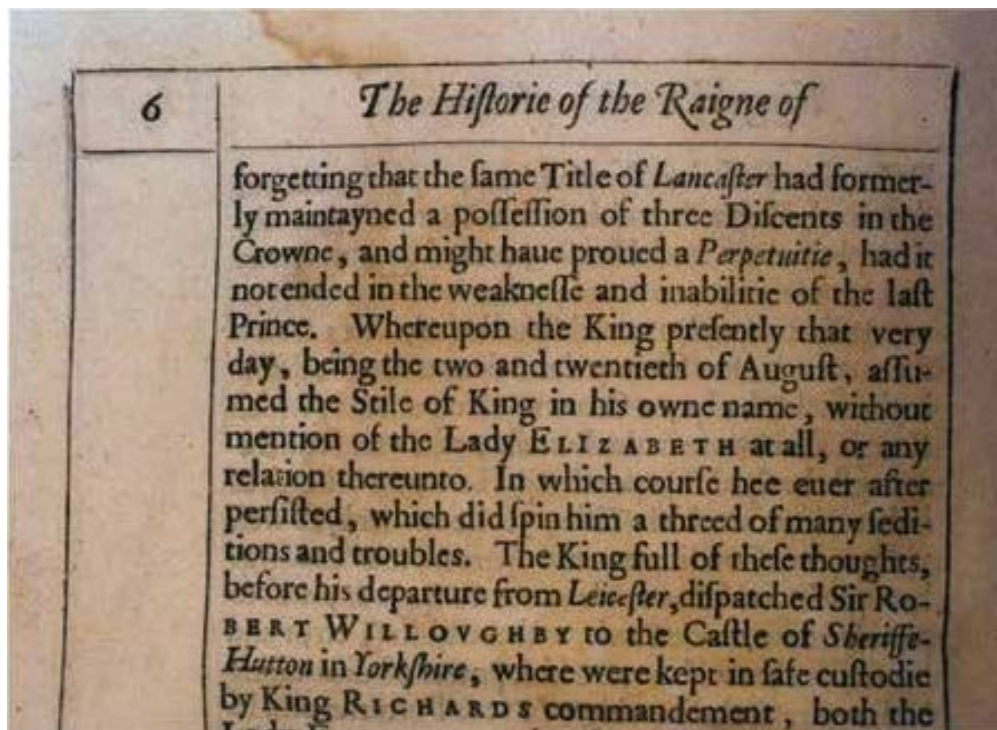 6
The Hiſtorie of the Raigne of
forgetting that the ſame Title of Lancaſter had former-
ly maintayned a poſſeſſion of three Diſcents in the
Crowne, and might haue proued a Perpetuitie, had it
not ended in the weakneſſe and inabilitie of the laſt
Prince. Whereupon the King preſently that very
day, being the two and twentieth of Auguſt, aſſu-
med the Stile of King in his owne name, without
mention of the Lady ELIZABETH at all, or any
relation thereunto. In which courſe hee euer after
perſiſted, which did ſpin him a threed of many ſedi-
tions and troubles. The King full of theſe thoughts,
before his departure from Leiceſter, diſpatched Sir RO-
BERT WILLOVGHBY to the Caſtle of Sheriffe-
Hutton in Yorkſhire, where were kept in ſafe cuſtodie
by King RICHARDS commandement, both the